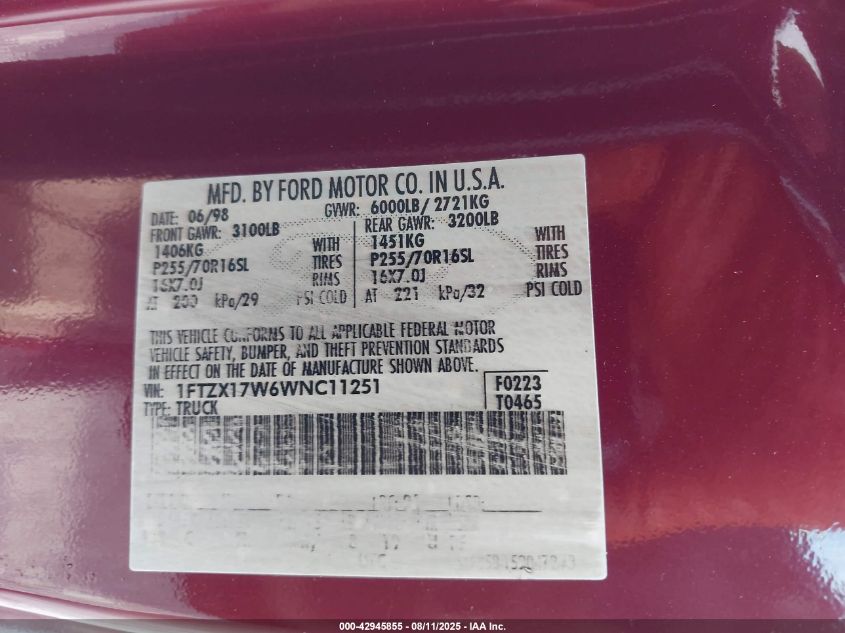 MFD. BY FORD MOTOR CO. IN U.S.A.
DATE: 06/98 GVWR: 6000LB/ 2721KG
FRONT GAWR: 3100LB REAR GAWR: 3200LB
1406KG WITH 1451KG WITH
P255/70R16SL TIRES P255/70R16SL TIRES
16X7.0J RIMS 16X7.0J RIMS
AT 200 kPa/29 PSI COLD AT 221 kPa/32 PSI COLD
THIS VEHICLE CONFORMS TO ALL APPLICABLE FEDERAL MOTOR
VEHICLE SAFETY, BUMPER, AND THEFT PREVENTION STANDARDS
IN EFFECT ON THE DATE OF MANUFACTURE SHOWN ABOVE.
VIN: 1FTZX17W6WNC11251 F0223
TYPE: TRUCK T0465
000-42945855 | 08/11/2025 | IAA Inc.